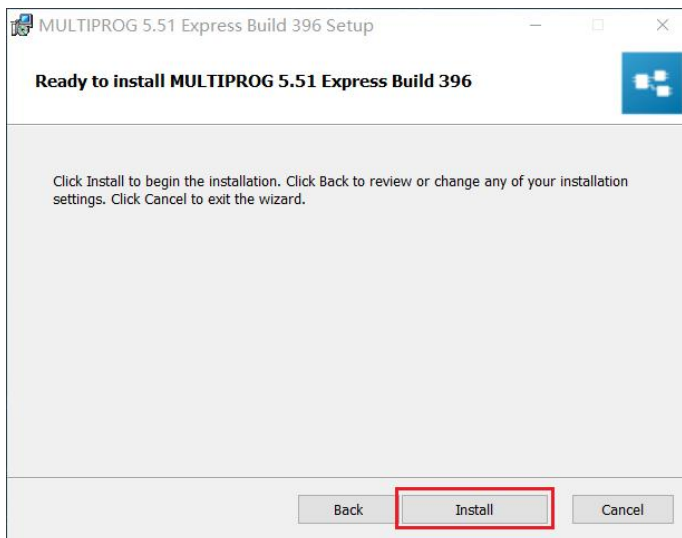 MULTIPROG 5.51 Express Build 396 Setup
Ready to install MULTIPROG 5.51 Express Build 396
Click Install to begin the installation. Click Back to review or change any of your installation
settings. Click Cancel to exit the wizard.
Back Install Cancel